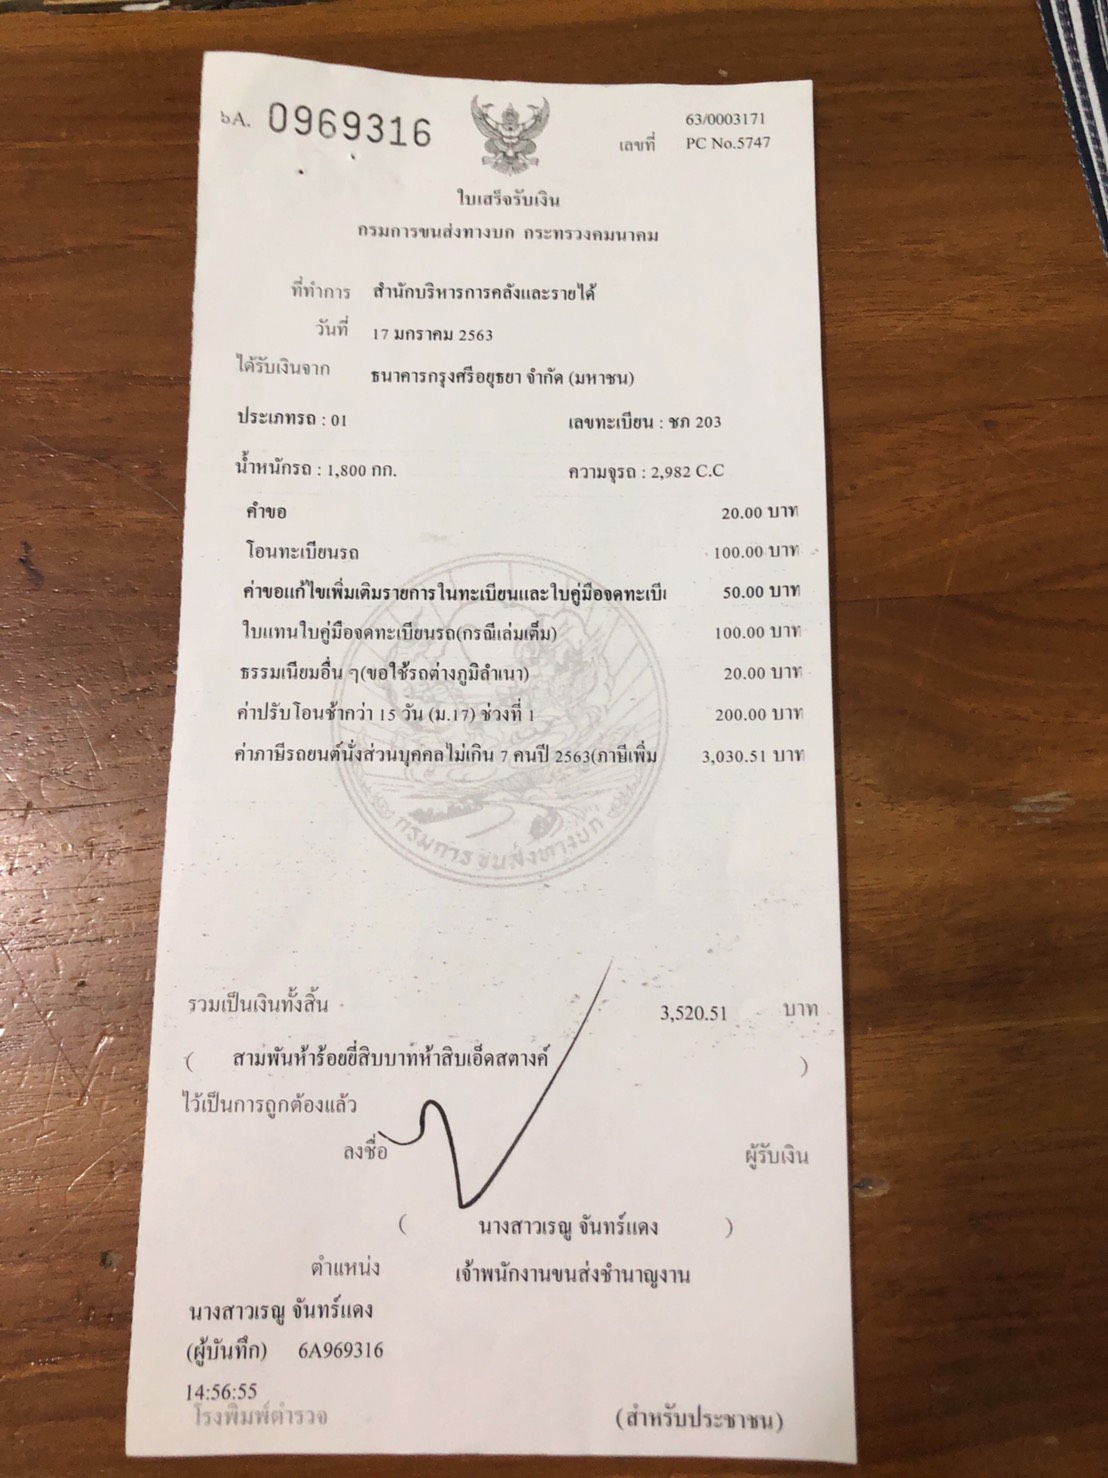 ๖A. 0969316
63/0003171
เลขที่ PC No.5747
ใบเสร็จรับเงิน
กรมการขนส่งทางบก กระทรวงคมนาคม
ที่ทำการ สำนักบริหารการคลังและรายได้
วันที่ 17 มกราคม 2563
ได้รับเงินจาก ธนาคารกรุงศรีอยุธยา จำกัด (มหาชน)
ประเภทรถ : 01 เลขทะเบียน : ชภ 203
น้ำหนักรถ : 1,800 กก. ความจุรถ : 2,982 C.C
คำขอ 20.00 บาท
โอนทะเบียนรถ 100.00 บาท
ค่าขอแก้ไขเพิ่มเติมรายการในทะเบียนและใบคู่มือจดทะเบี 50.00 บาท
ใบแทนใบคู่มือจดทะเบียนรถ(กรณีเล่มเต็ม) 100.00 บาท
ธรรมเนียมอื่น ๆ(ขอใช้รถต่างภูมิลำเนา) 20.00 บาท
ค่าปรับโอนช้ากว่า 15 วัน (ม.17) ช่วงที่ 1 200.00 บาท
ค่าภาษีรถยนต์นั่งส่วนบุคคลไม่เกิน 7 คนปี 2563(ภาษีเพิ่ม 3,030.51 บาท
กรมการขนส่งทางบก
รวมเป็นเงินทั้งสิ้น 3,520.51 บาท
( สามพันห้าร้อยยี่สิบบาทห้าสิบเอ็ดสตางค์ )
ไว้เป็นการถูกต้องแล้ว
ลงชื่อ ผู้รับเงิน
( นางสาวเรณู จันทร์แดง )
ตำแหน่ง เจ้าพนักงานขนส่งชำนาญงาน
นางสาวเรณู จันทร์แดง
(ผู้บันทึก) 6A969316
14:56:55
โรงพิมพ์ตำรวจ (สำหรับประชาชน)